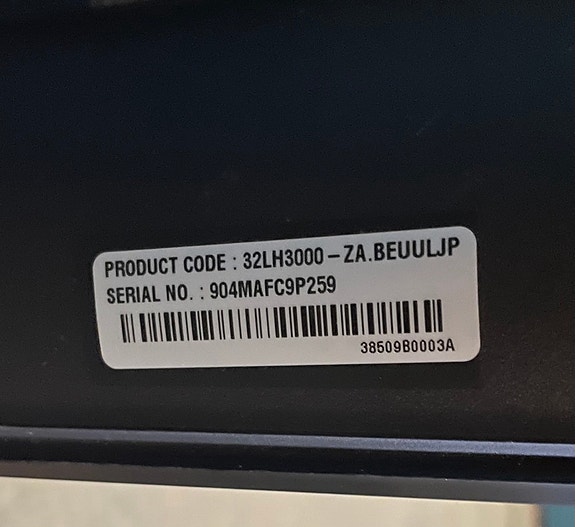 PRODUCT CODE : 32LH3000 – ZA.BEUULJP
SERIAL NO. : 904MAFC9P259
38509B0003A